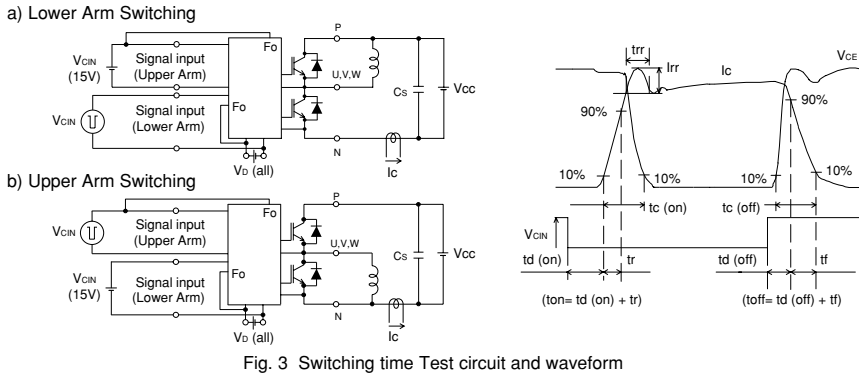 a) Lower Arm Switching
P
Fo
VCIN
(15V)
Signal input
(Upper Arm)
U,V,W
CS
Vcc
Fo
VCIN
Signal input
(Lower Arm)
N
VD (all)
Ic
b) Upper Arm Switching
P
Fo
VCIN
Signal input
(Upper Arm)
U,V,W
CS
Vcc
Fo
VCIN
(15V)
Signal input
(Lower Arm)
N
VD (all)
Ic
trr
Irr
Ic
VCE
90%
90%
10%
10%
10%
10%
tc (on)
tc (off)
VCIN
td (on)
tr
td (off)
tf
(ton= td (on) + tr)
(toff= td (off) + tf)
Fig. 3 Switching time Test circuit and waveform